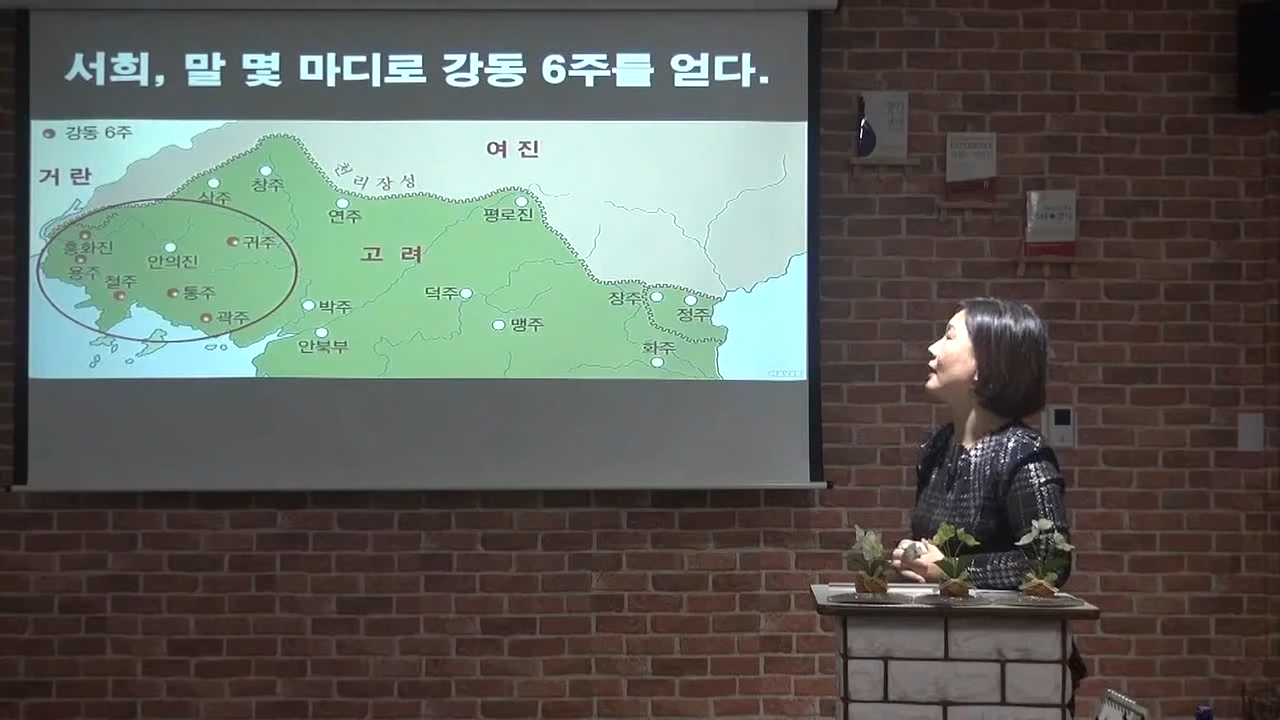 서희, 말 몇 마디로 강동 6주를 얻다.
강동 6주
여 진
거 란
창주
삭주
리 장 성
연주
평로진
흥화진
귀주
고 려
안의진
용주
철주
통주
덕주
장주
박주
정주
곽주
맹주
안북부
화주
NAVER
EXPERIENCE